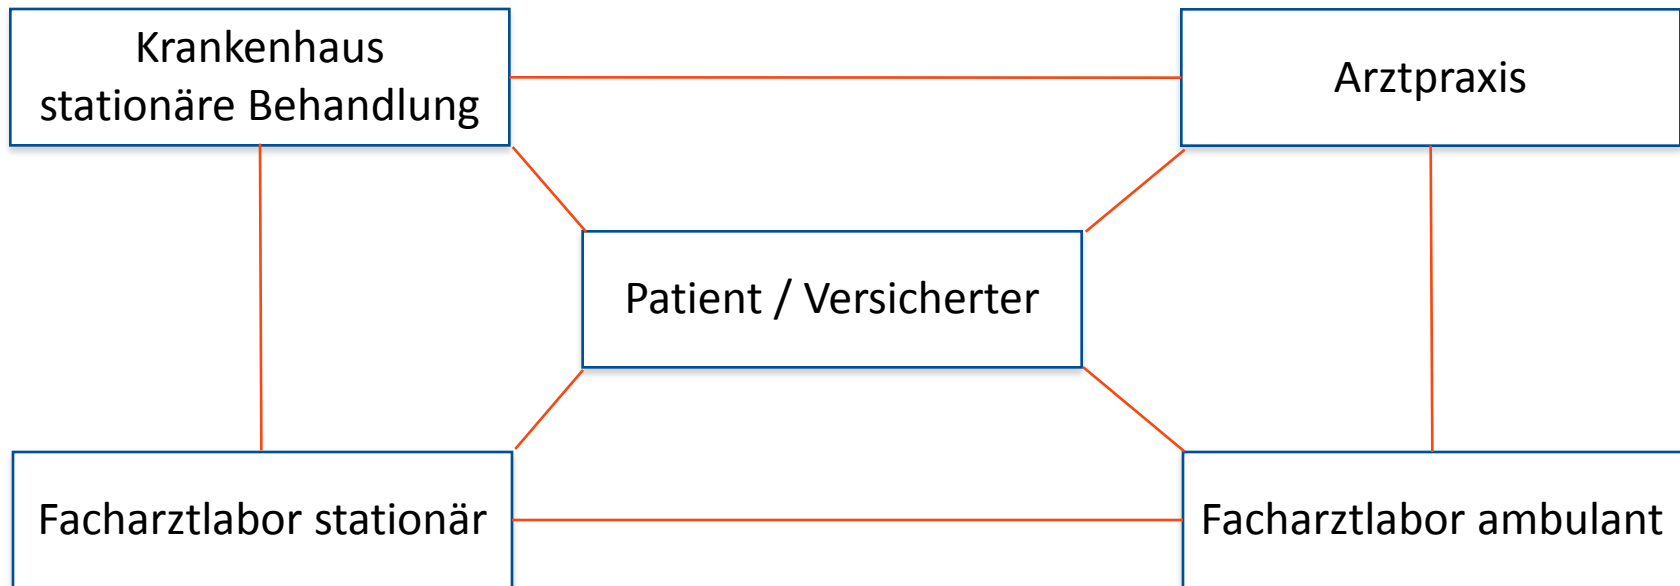 Krankenhaus
stationäre Behandlung
Arztpraxis
Patient / Versicherter
Facharztlabor stationär
Facharztlabor ambulant